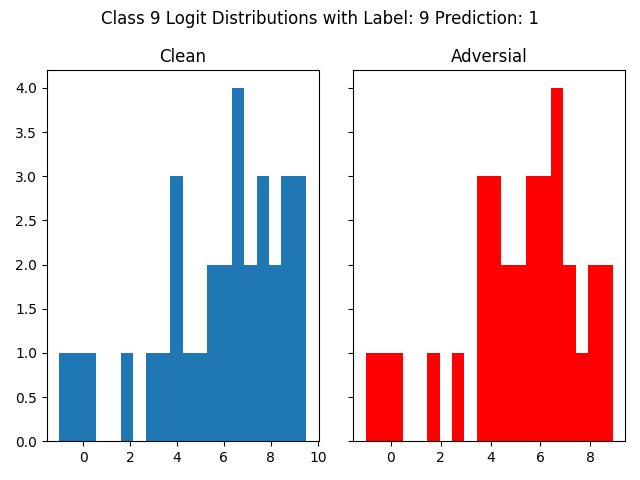 Class 9 Logit Distributions with Label: 9 Prediction: 1
Clean
Adversial
4.0
3.5
3.0
2.5
2.0
1.5
1.0
0.5
0.0
0 2 4 6 8 10
0 2 4 6 8